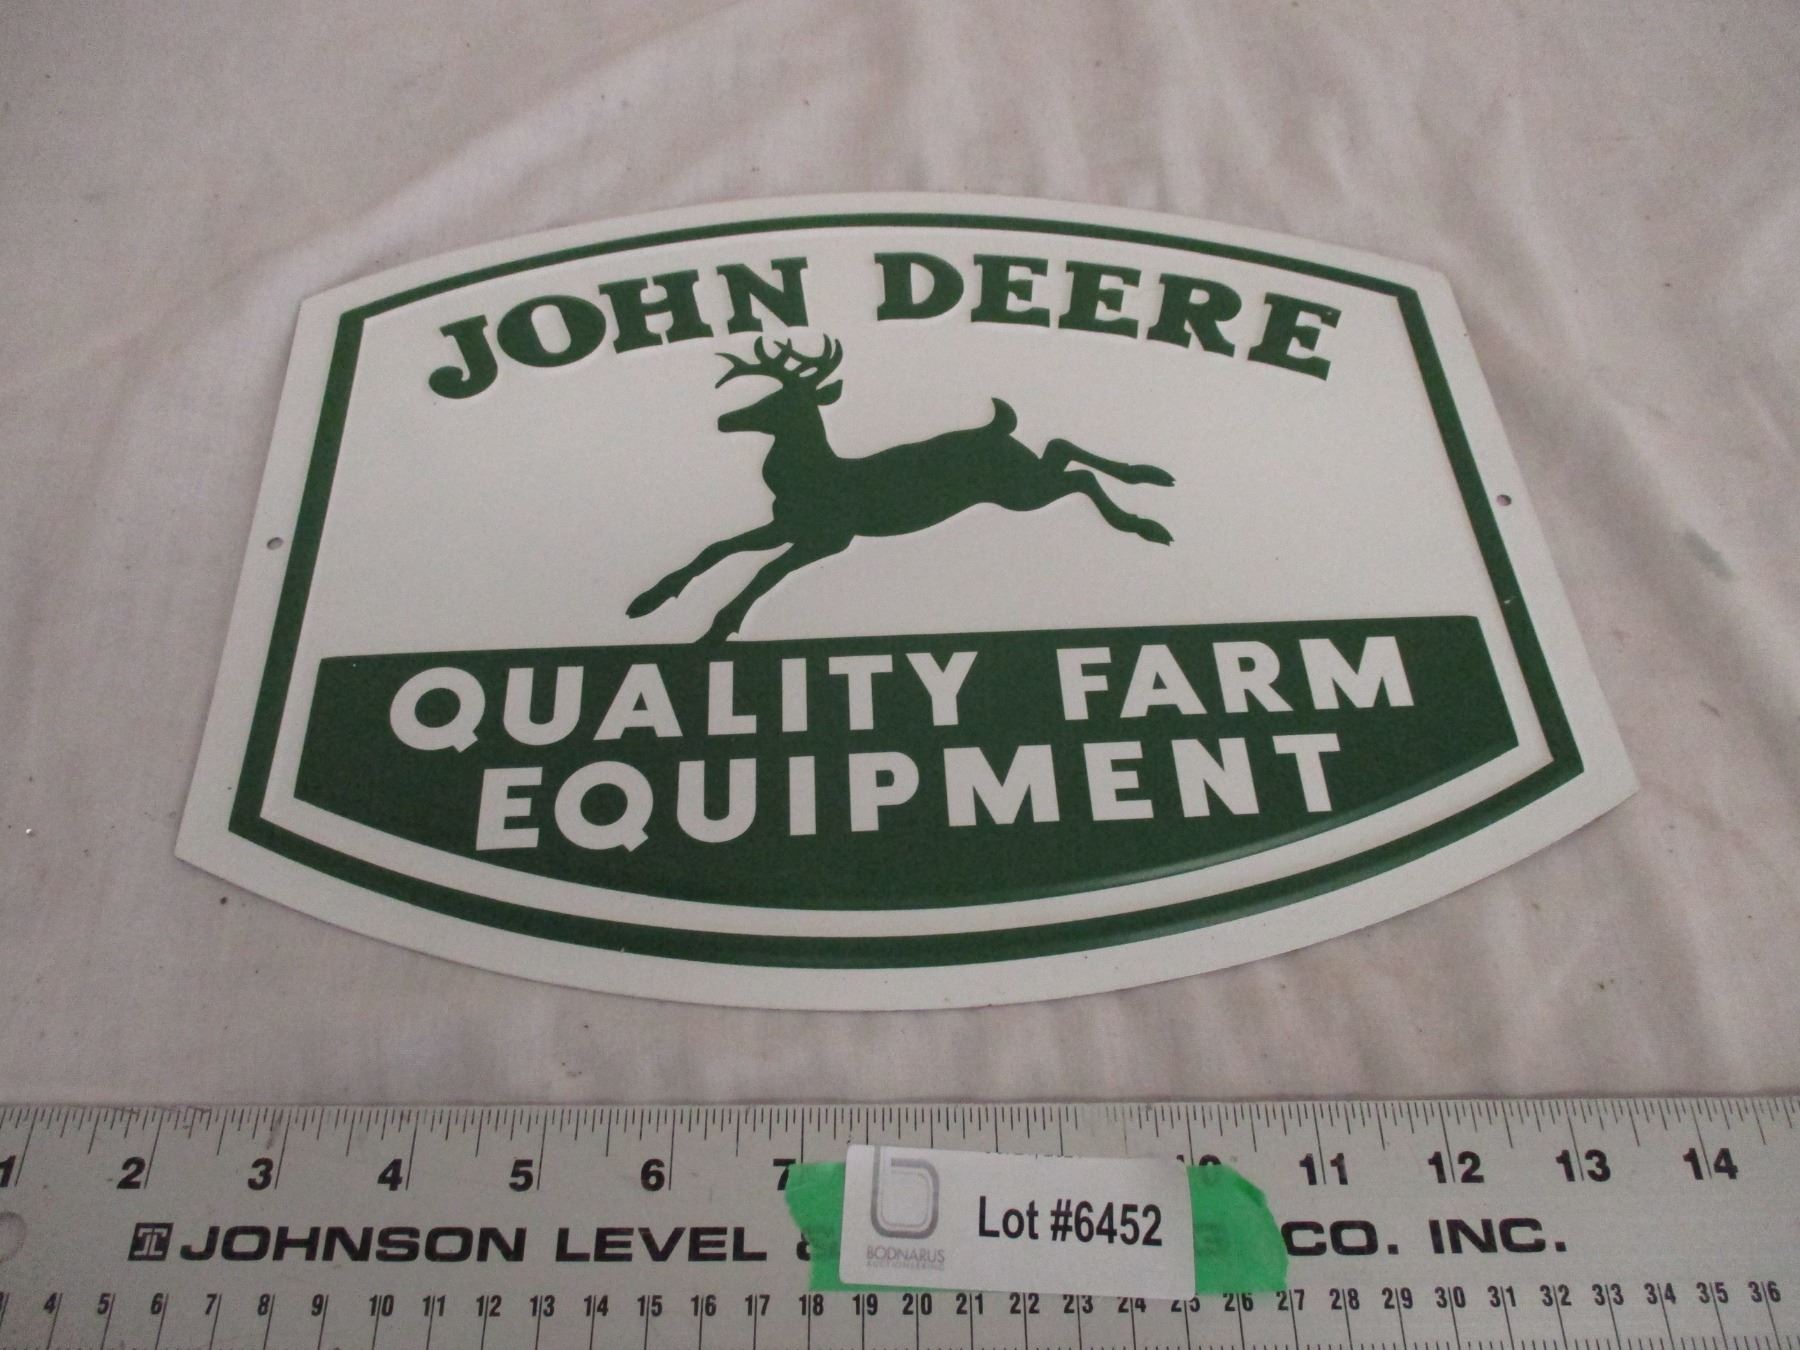 JOHN DEERE
QUALITY FARM
EQUIPMENT
1 2 3 4 5 6 7 11 12 13 14
JOHNSON LEVEL & CO. INC.
Lot #6452
BODNARUS
AUCTIONEERING
4 5 6 7 8 9 10 11 12 13 14 15 16 17 18 19 20 21 22 23 24 25 26 27 28 29 30 31 32 33 34 35 36